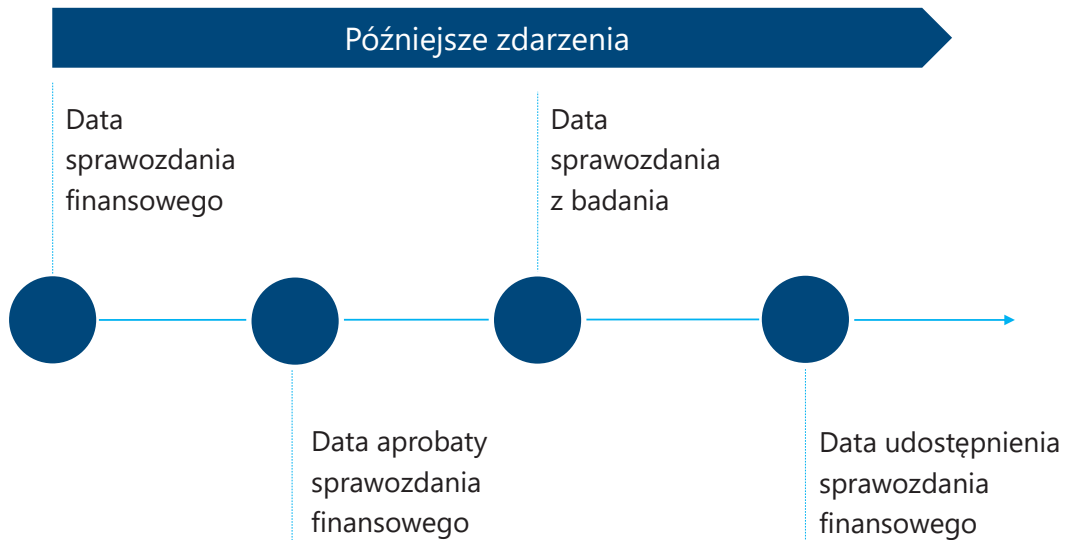 Późniejsze zdarzenia
Data
sprawozdania
finansowego
Data
sprawozdania
z badania
Data aprobaty
sprawozdania
finansowego
Data udostępnienia
sprawozdania
finansowego